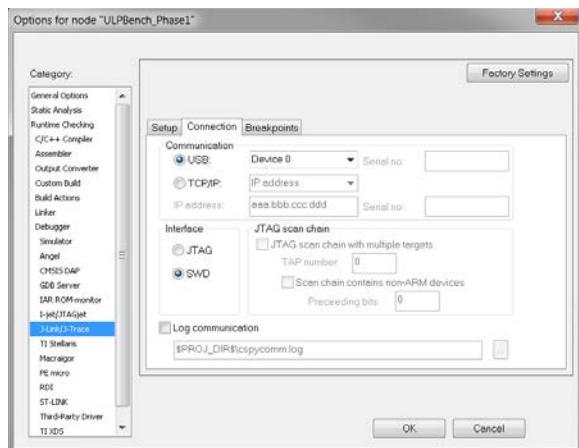 Options for node "ULPBench_Phase1"
Category:
Factory Settings
General Options
Static Analysis
Runtime Checking
C/C++ Compiler
Assembler
Output Converter
Custom Build
Build Actions
Linker
Debugger
Simulator
Angel
CMSIS DAP
GDB Server
IAR ROM-monitor
I-jet/JTAGjet
J-Link/J-Trace
TI Stellaris
Macraigor
PE micro
RDI
ST-LINK
Third-Party Driver
TI XDS
Setup Connection Breakpoints
Communication
USB: Device 0 Serial no:
TCP/IP: IP address
IP address: aaa.bbb.ccc.ddd Serial no:
Interface
JTAG
SWD
JTAG scan chain
JTAG scan chain with multiple targets
TAP number 0
Scan chain contains non-ARM devices
Preceeding bits: 0
Log communication
$PROJ_DIR$\cspycomm.log
...
OK Cancel